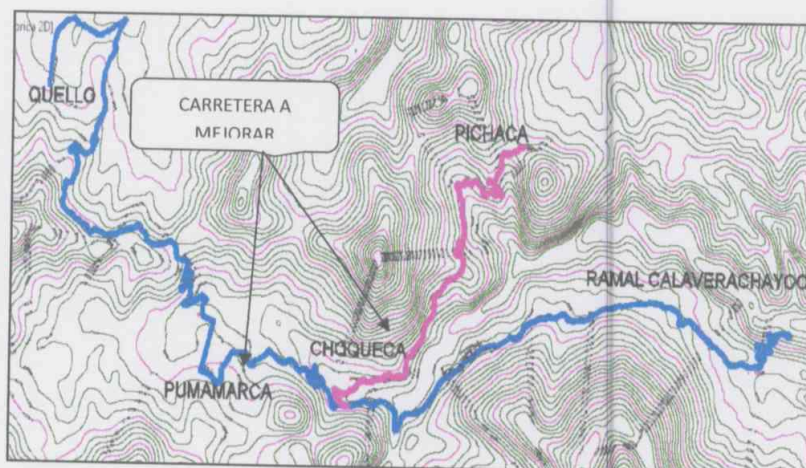 QUELLO
CARRETERA A
MEJORAR
PICHACA
RAMAL CALAVERACHAYOC
CHOQUECA
PUMAMARCA